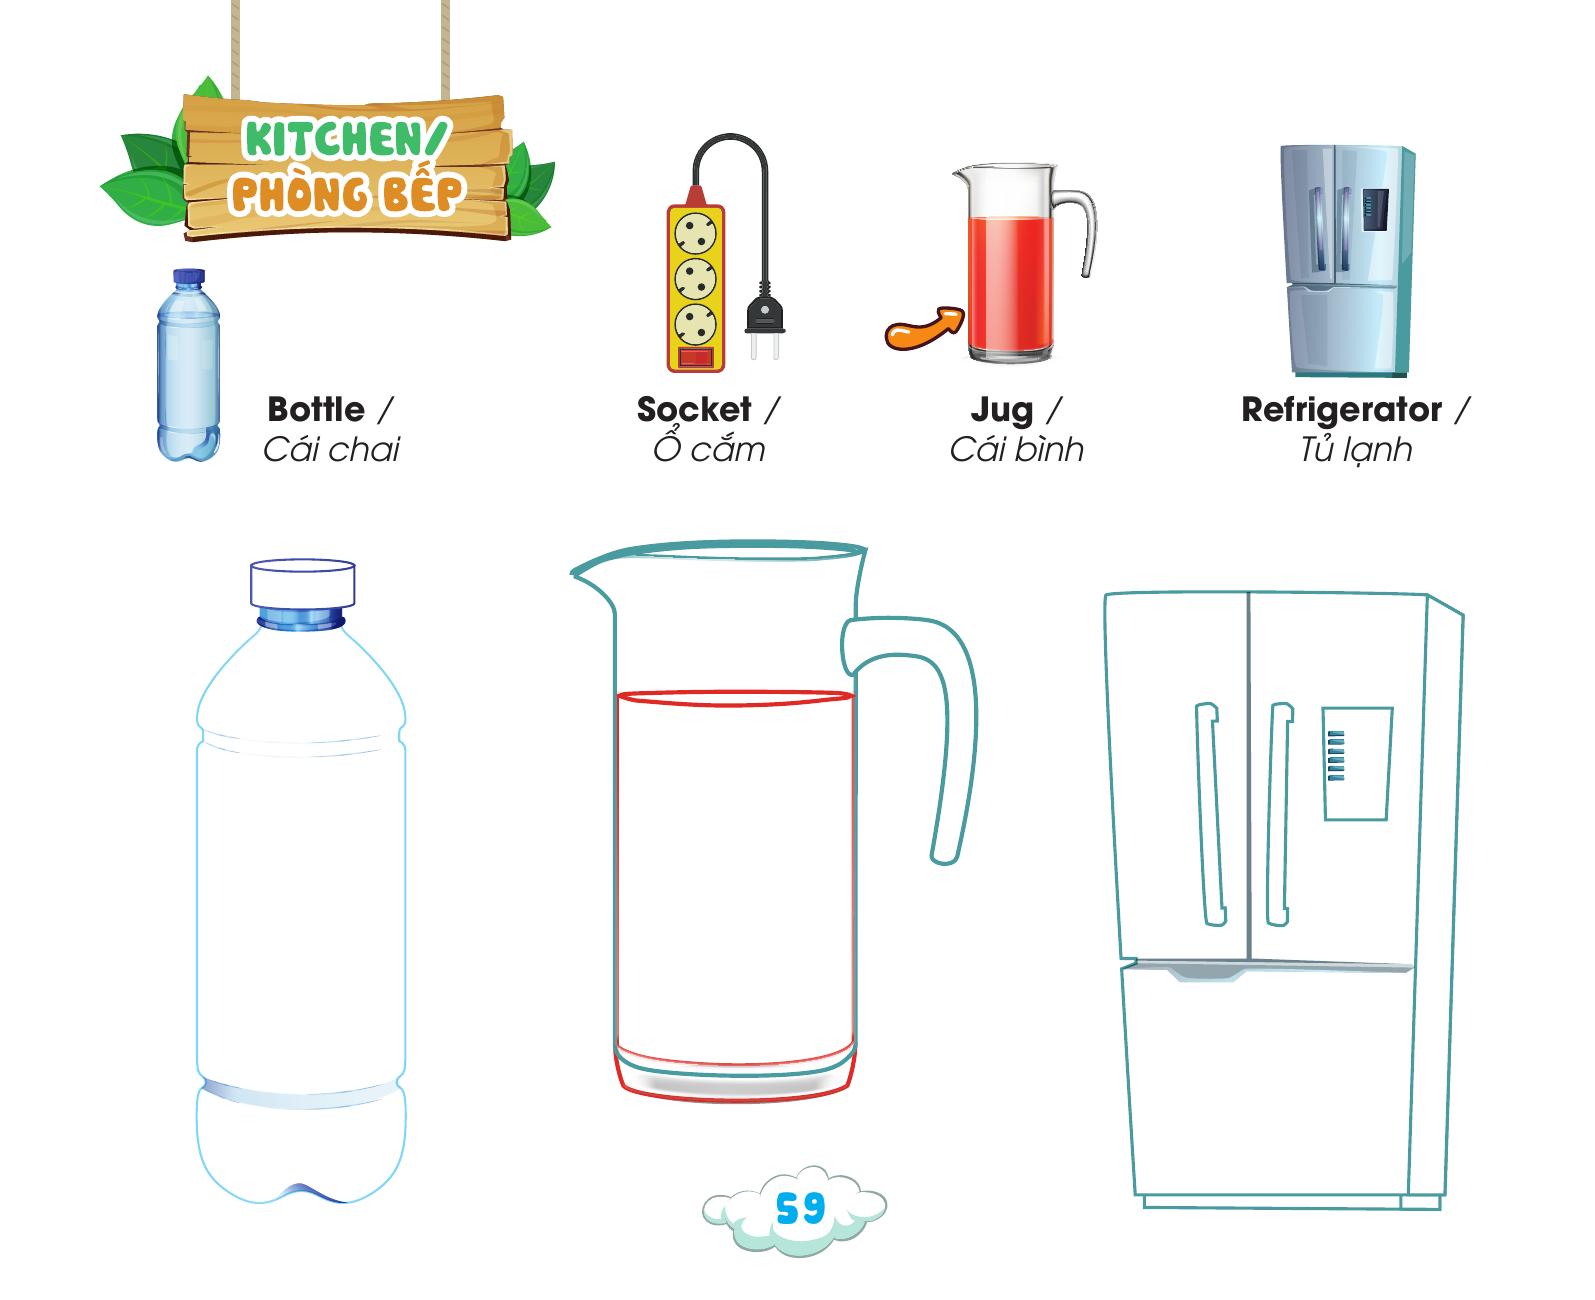 KITCHEN/
PHÒNG BẾP
Bottle /
Cái chai
Socket /
Ổ cắm
Jug /
Cái bình
Refrigerator /
Tủ lạnh
59